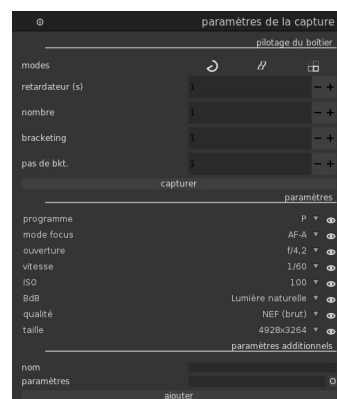 paramètres de la capture
pilotage du boîtier
modes
retardateur (s) 1 - +
nombre 1 - +
bracketing 1 - +
pas de bkt. 1 - +
capturer
paramètres
programme P
mode focus AF-A
ouverture f/4,2
vitesse 1/60
ISO 100
BdB Lumière naturelle
qualité NEF (brut)
taille 4928x3264
paramètres additionnels
nom
paramètres O
ajouter